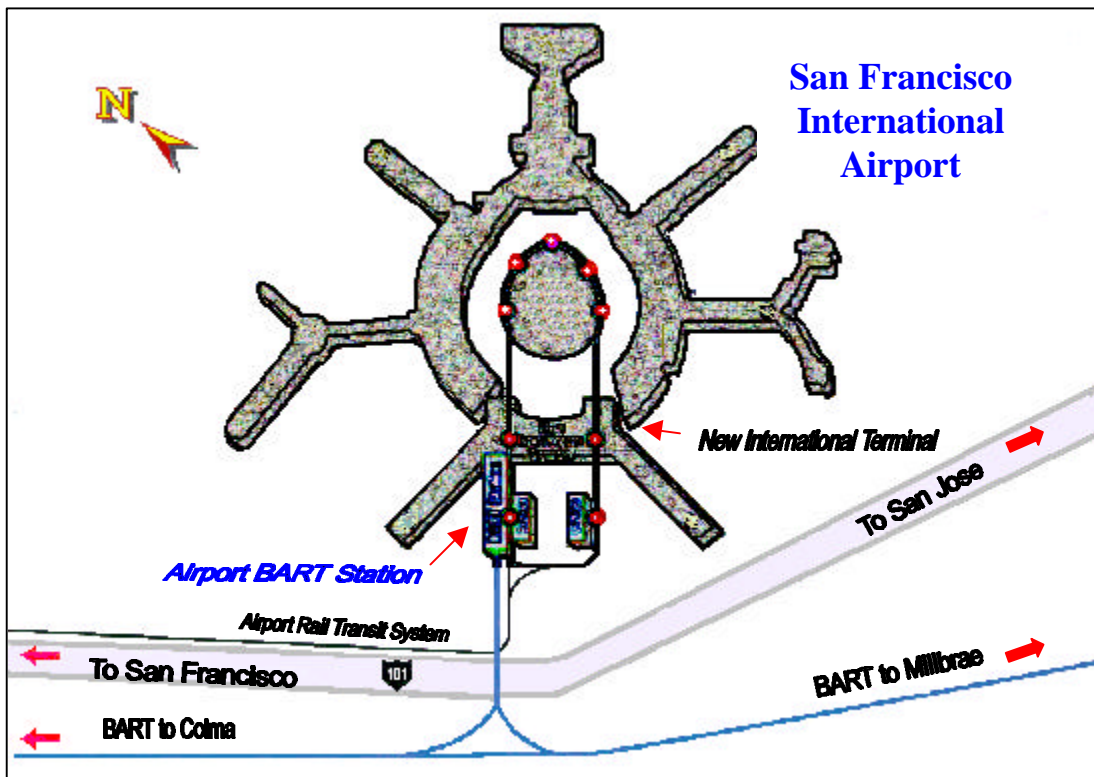 San Francisco
International
Airport
N
New International Terminal
To San Jose
Airport BART Station
Airport Rail Transit System
To San Francisco
101
BART to Millbrae
BART to Colma